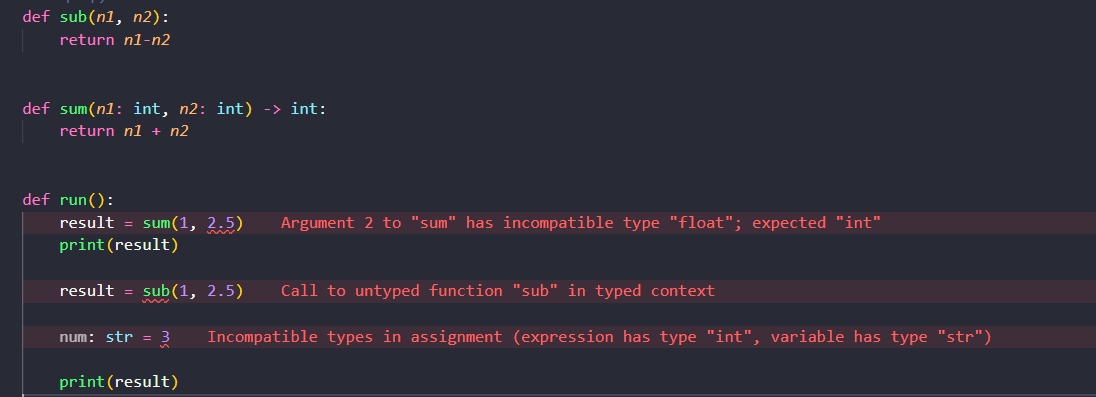 def sub(n1, n2):
    return n1-n2
def sum(n1: int, n2: int) -> int:
    return n1 + n2
def run():
    result = sum(1, 2.5)    Argument 2 to "sum" has incompatible type "float"; expected "int"
    print(result)
    result = sub(1, 2.5)    Call to untyped function "sub" in typed context
    num: str = 3    Incompatible types in assignment (expression has type "int", variable has type "str")
    print(result)